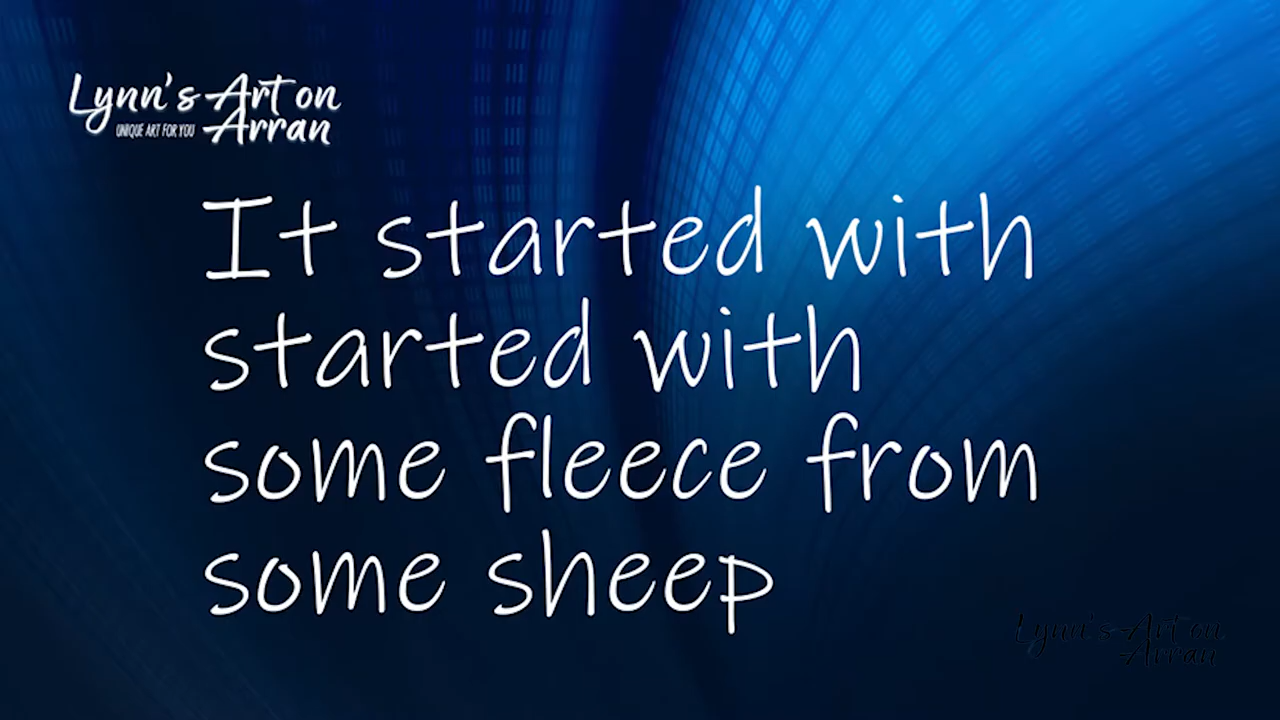 Lynn's Art on
Arran
UNIQUE ART FOR YOU
It started with
started with
some fleece from
some sheep
Lynn's Art on
Arran